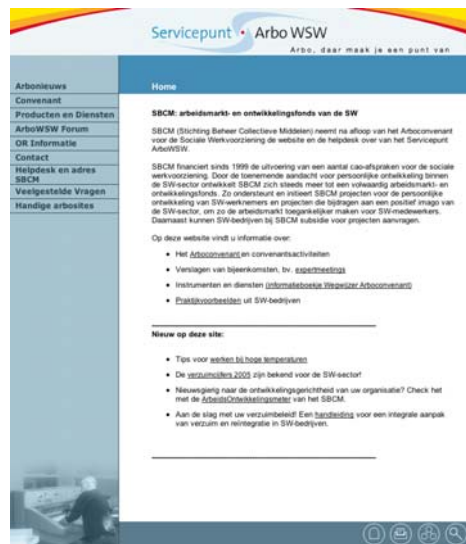 Servicepunt Arbo WSW
Arbo, daar maak je een punt van
Arbonieuws
Convenant
Producten en Diensten
ArboWSW Forum
OR Informatie
Contact
Helpdesk en adres
SBCM
Veelgestelde Vragen
Handige arbosites
Home
SBCM: arbeidsmarkt- en ontwikkelingsfonds van de SW
SBCM (Stichting Beheer Collectieve Middelen) neemt na afloop van het Arboconvenant
voor de Sociale Werkvoorziening de website en de helpdesk over van het Servicepunt
ArboWSW.
SBCM financiert sinds 1999 de uitvoering van een aantal cao-afspraken voor de sociale
werkvoorziening. Door de toenemende aandacht voor persoonlijke ontwikkeling binnen
de SW-sector ontwikkelt SBCM zich steeds meer tot een volwaardig arbeidsmarkt- en
ontwikkelingsfonds. Zo ondersteunt en initieert SBCM projecten voor de persoonlijke
ontwikkeling van SW-werknemers en projecten die bijdragen aan een positief imago van
de SW-sector, om zo de arbeidsmarkt toegankelijker maken voor SW-medewerkers.
Daarnaast kunnen SW-bedrijven bij SBCM subsidie voor projecten aanvragen.
Op deze website vindt u informatie over:
• Het Arboconvenant en convenantsactiviteiten
• Verslagen van bijeenkomsten, bv. expertmeetings
• Instrumenten en diensten (informatieboekje Wegwijzer Arboconvenant)
• Praktijkvoorbeelden uit SW-bedrijven
Nieuw op deze site:
• Tips voor werken bij hoge temperaturen
• De verzuimcijfers 2005 zijn bekend voor de SW-sector!
• Nieuwsgierig naar de ontwikkelingsgerichtheid van uw organisatie? Check het
met de ArbeidsOntwikkelingsmeter van het SBCM.
• Aan de slag met uw verzuimbeleid! Een handleiding voor een integrale aanpak
van verzuim en reïntegratie in SW-bedrijven.